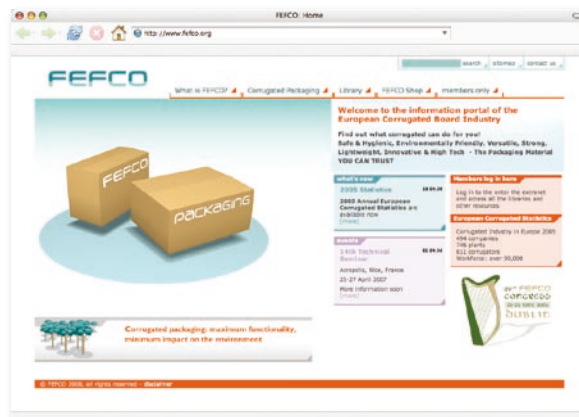 FEFCO: Home
http://www.fefco.org
search sitemap contact us
FEFCO
What is FEFCO? Corrugated Packaging Library FEFCO Shop members only
Welcome to the information portal of the
European Corrugated Board Industry
Find out what corrugated can do for you!
Safe & Hygienic, Environmentally Friendly, Versatile, Strong,
Lightweight, Innovative & High Tech - The Packaging Material
YOU CAN TRUST
FEFCO
PACKAGING
what's new
2005 Statistics
2005 Annual European
Corrugated Statistics are
available now
[more]
events
14th Technical
Seminar
Acropolis, Nice, France
25-27 April 2007
More information soon
[more]
Members log in here
Log in to the enter the extranet
and access all the libraries and
other resources.
European Corrugated Statistics
Corrugated Industry in Europe 2005
494 companies
746 plants
corrugators
Workforce: over 90,000
FEFCO
CONGRESS
DUBLIN
Corrugated packaging: maximum functionality,
minimum impact on the environment
© FEFCO all rights reserved - disclaimer